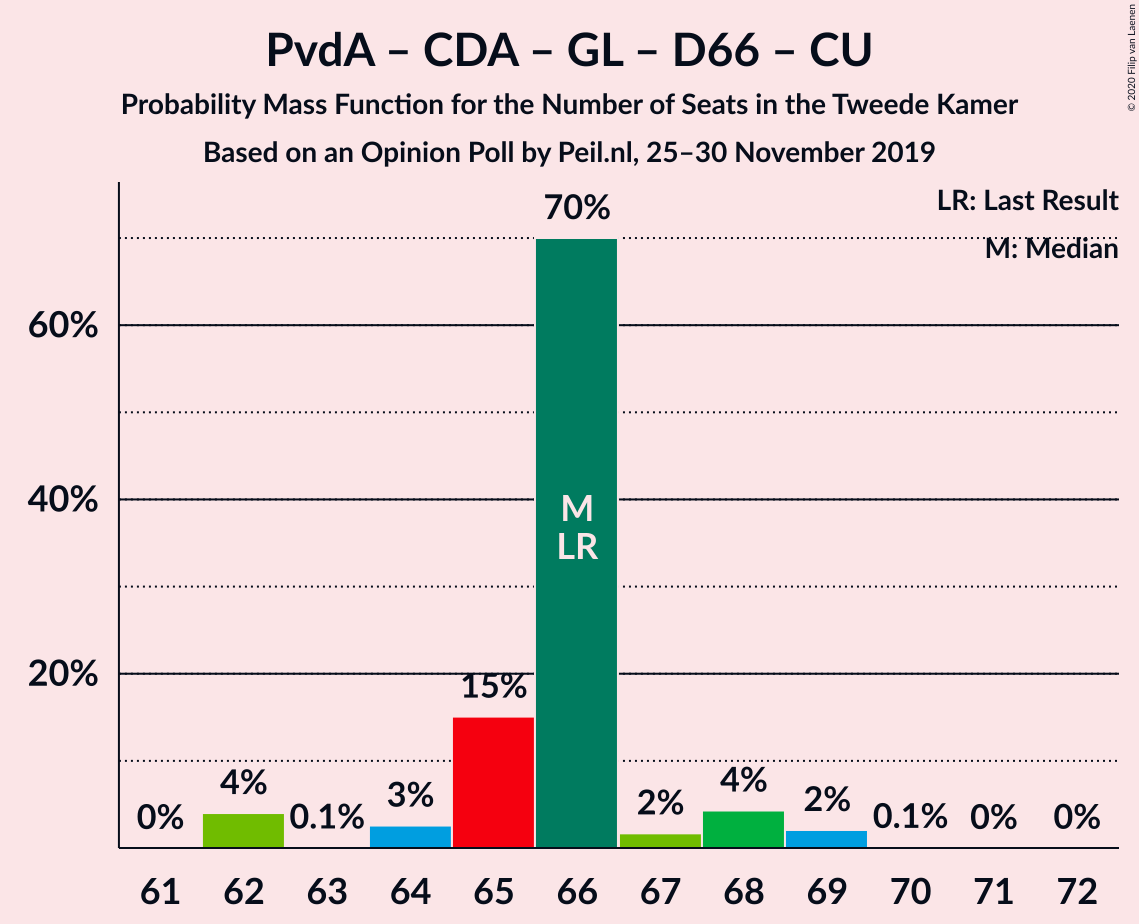 PvdA – CDA – GL – D66 – CU
Probability Mass Function for the Number of Seats in the Tweede Kamer
Based on an Opinion Poll by Peil.nl, 25–30 November 2019
© 2020 Filip van Laenen
LR: Last Result
M: Median
60%
40%
20%
0%
4%
0.1%
3%
15%
70%
2%
4%
2%
0.1%
0%
0%
M
LR
61 62 63 64 65 66 67 68 69 70 71 72